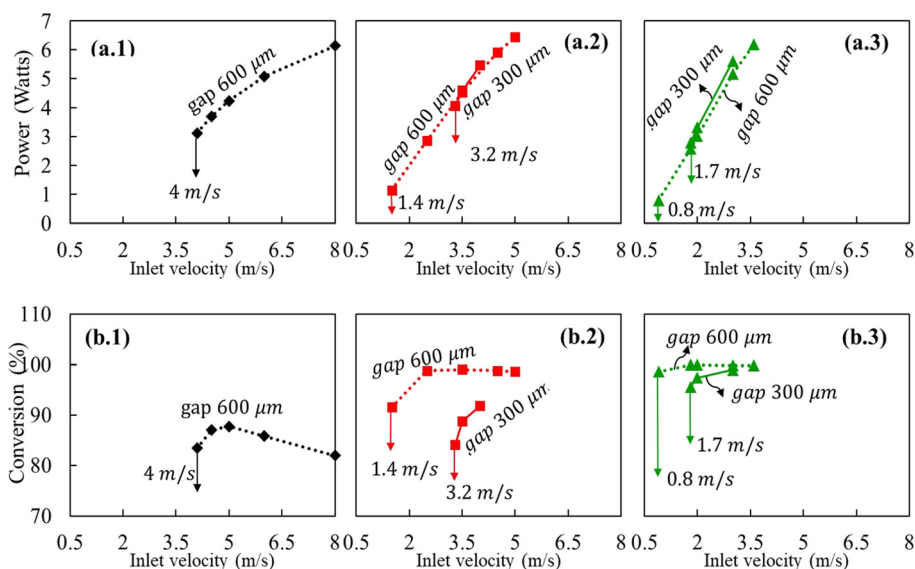 7
6
5
4
3
2
1
0
Power (Watts)
(a.1)
gap 600 μm
4 m/s
0.5 2 3.5 5 6.5 8
Inlet velocity (m/s)
(a.2)
gap 600 μm
gap 300 μm
3.2 m/s
1.4 m/s
0.5 2 3.5 5 6.5 8
Inlet velocity (m/s)
(a.3)
gap 300 μm
gap 600 μm
1.7 m/s
0.8 m/s
0.5 2 3.5 5 6.5 8
Inlet velocity (m/s)
110
100
90
80
70
Conversion (%)
(b.1)
gap 600 μm
4 m/s
0.5 2 3.5 5 6.5 8
Inlet velocity (m/s)
(b.2)
gap 600 μm
gap 300 μm
1.4 m/s
3.2 m/s
0.5 2 3.5 5 6.5 8
Inlet velocity (m/s)
(b.3)
gap 600 μm
gap 300 μm
1.7 m/s
0.8 m/s
0.5 2 3.5 5 6.5 8
Inlet velocity (m/s)